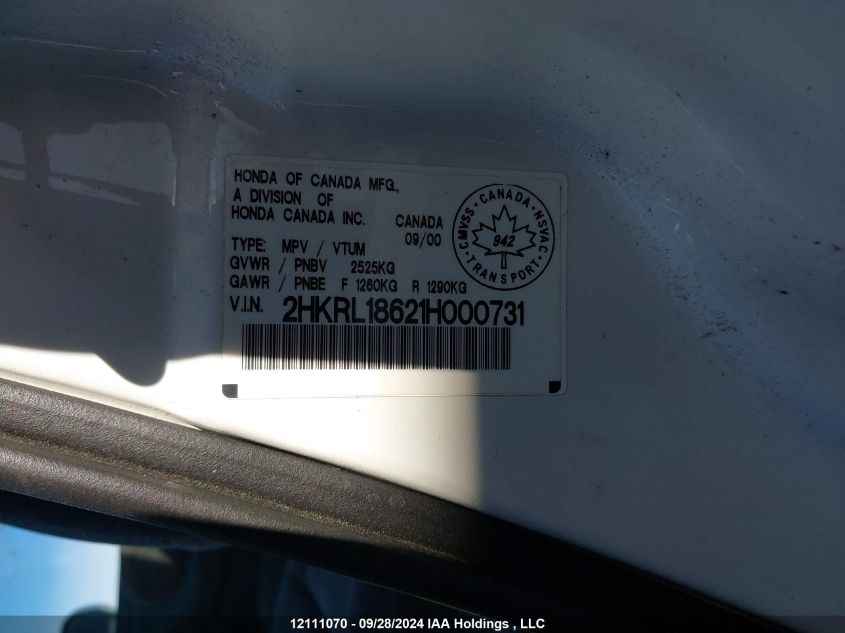 HONDA OF CANADA MFG.,
A DIVISION OF
HONDA CANADA INC. CANADA
09/00
TYPE: MPV / VTUM
GVWR / PNBV 2525KG
GAWR / PNBE F 1260KG R 1290KG
V.I.N. 2HKRL18621H000731
CMVSS · CANADA · NSVAC
942
TRANSPORT
12111070 - 09/28/2024 IAA Holdings , LLC